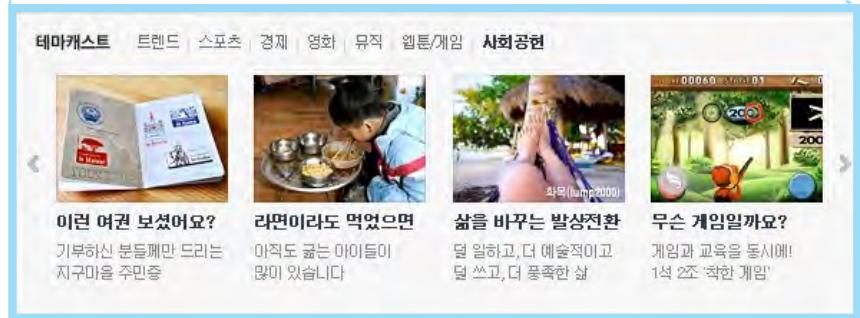 테마캐스트 트렌드 스포츠 경제 영화 뮤직 웹툰/게임 사회공헌
00060 01
200
200
화목(lump2000)
이런 여권 보셨어요? 라면이라도 먹었으면 삶을 바꾸는 발상전환 무슨 게임일까요?
기부하신 분들께만 드리는 아직도 굶는 아이들이 덜 일하고,더 예술적이고 게임과 교육을 동시에!
지구마을 주민증 많이 있습니다 덜 쓰고,더 풍족한 삶 1석 2조 '착한 게임'